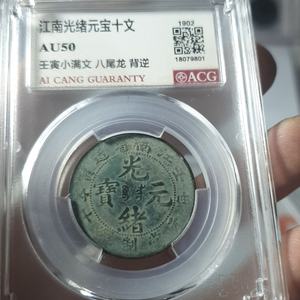 江南光绪元宝十文
AU50
壬寅小满文 八尾龙 背逆
AI CANG GUARANTY
1902
18079801
ACG
光緒元寶